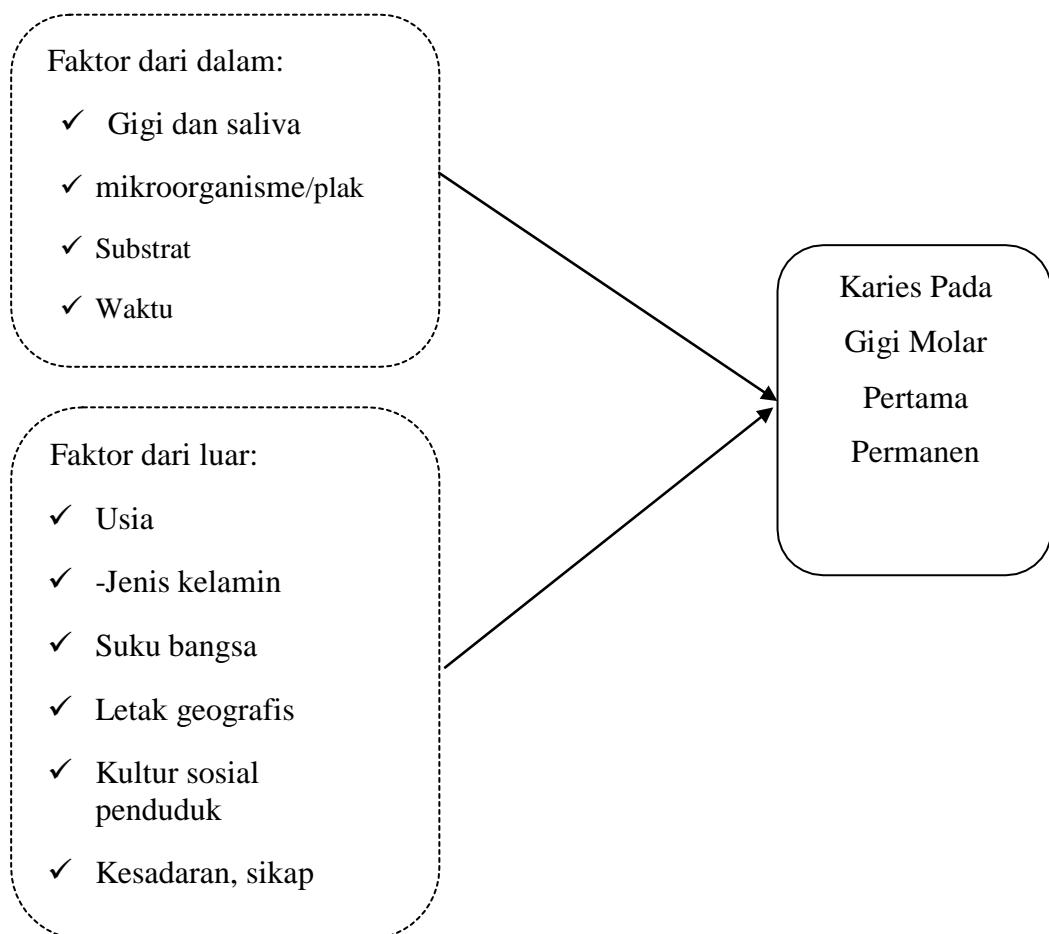 Faktor dari dalam:
✓ Gigi dan saliva
✓ mikroorganisme/plak
✓ Substrat
✓ Waktu
Faktor dari luar:
✓ Usia
✓ -Jenis kelamin
✓ Suku bangsa
✓ Letak geografis
✓ Kultur sosial
penduduk
✓ Kesadaran, sikap
Karies Pada
Gigi Molar
Pertama
Permanen